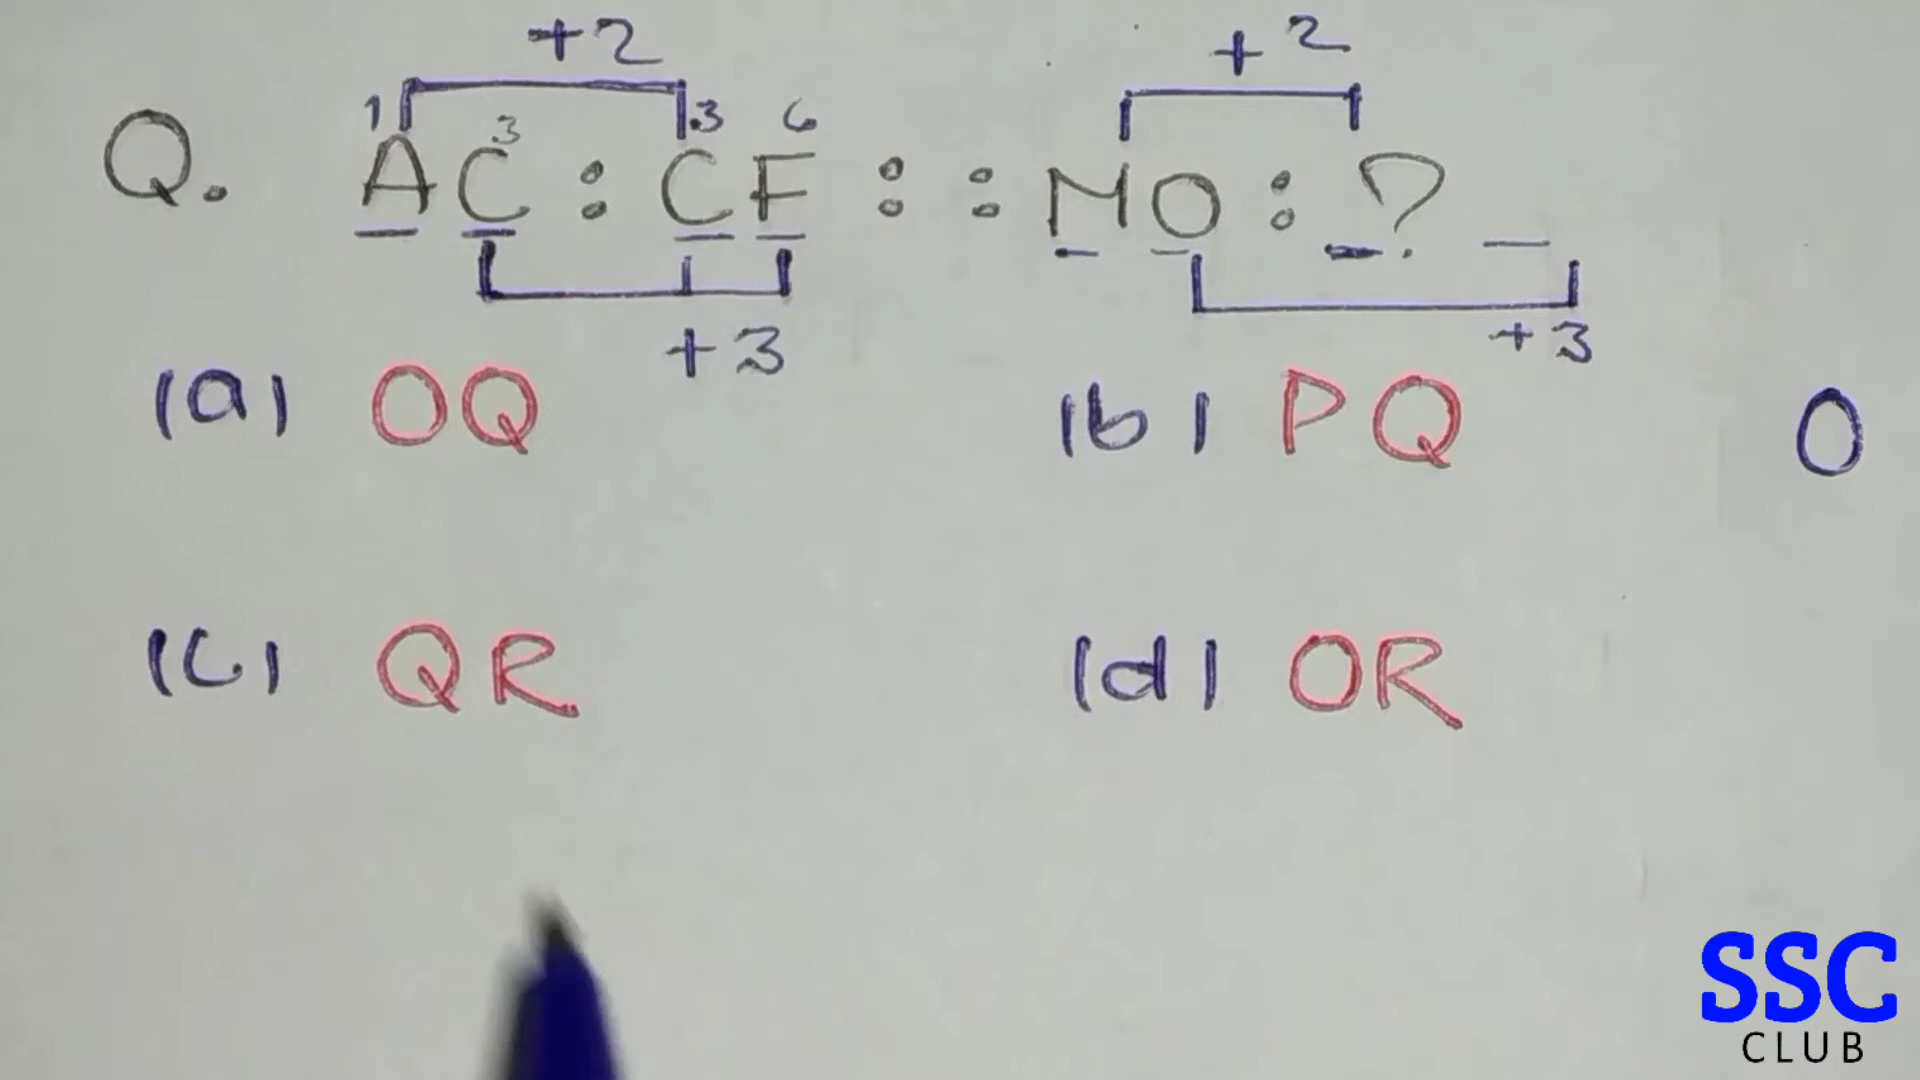 +2 +2
1 3 .3 6
Q. AC : CF : : MO : ?
+3 +3
(a) OQ (b) PQ O
(c) QR (d) OR
SSC
CLUB